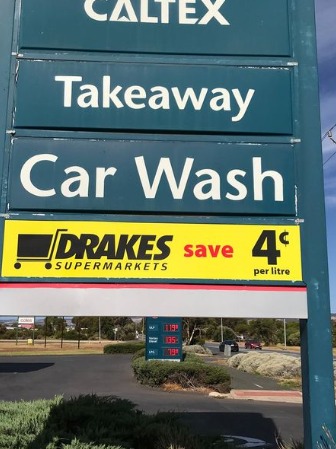 CALTEX
Takeaway
Car Wash
DRAKES save 4¢
SUPERMARKETS per litre